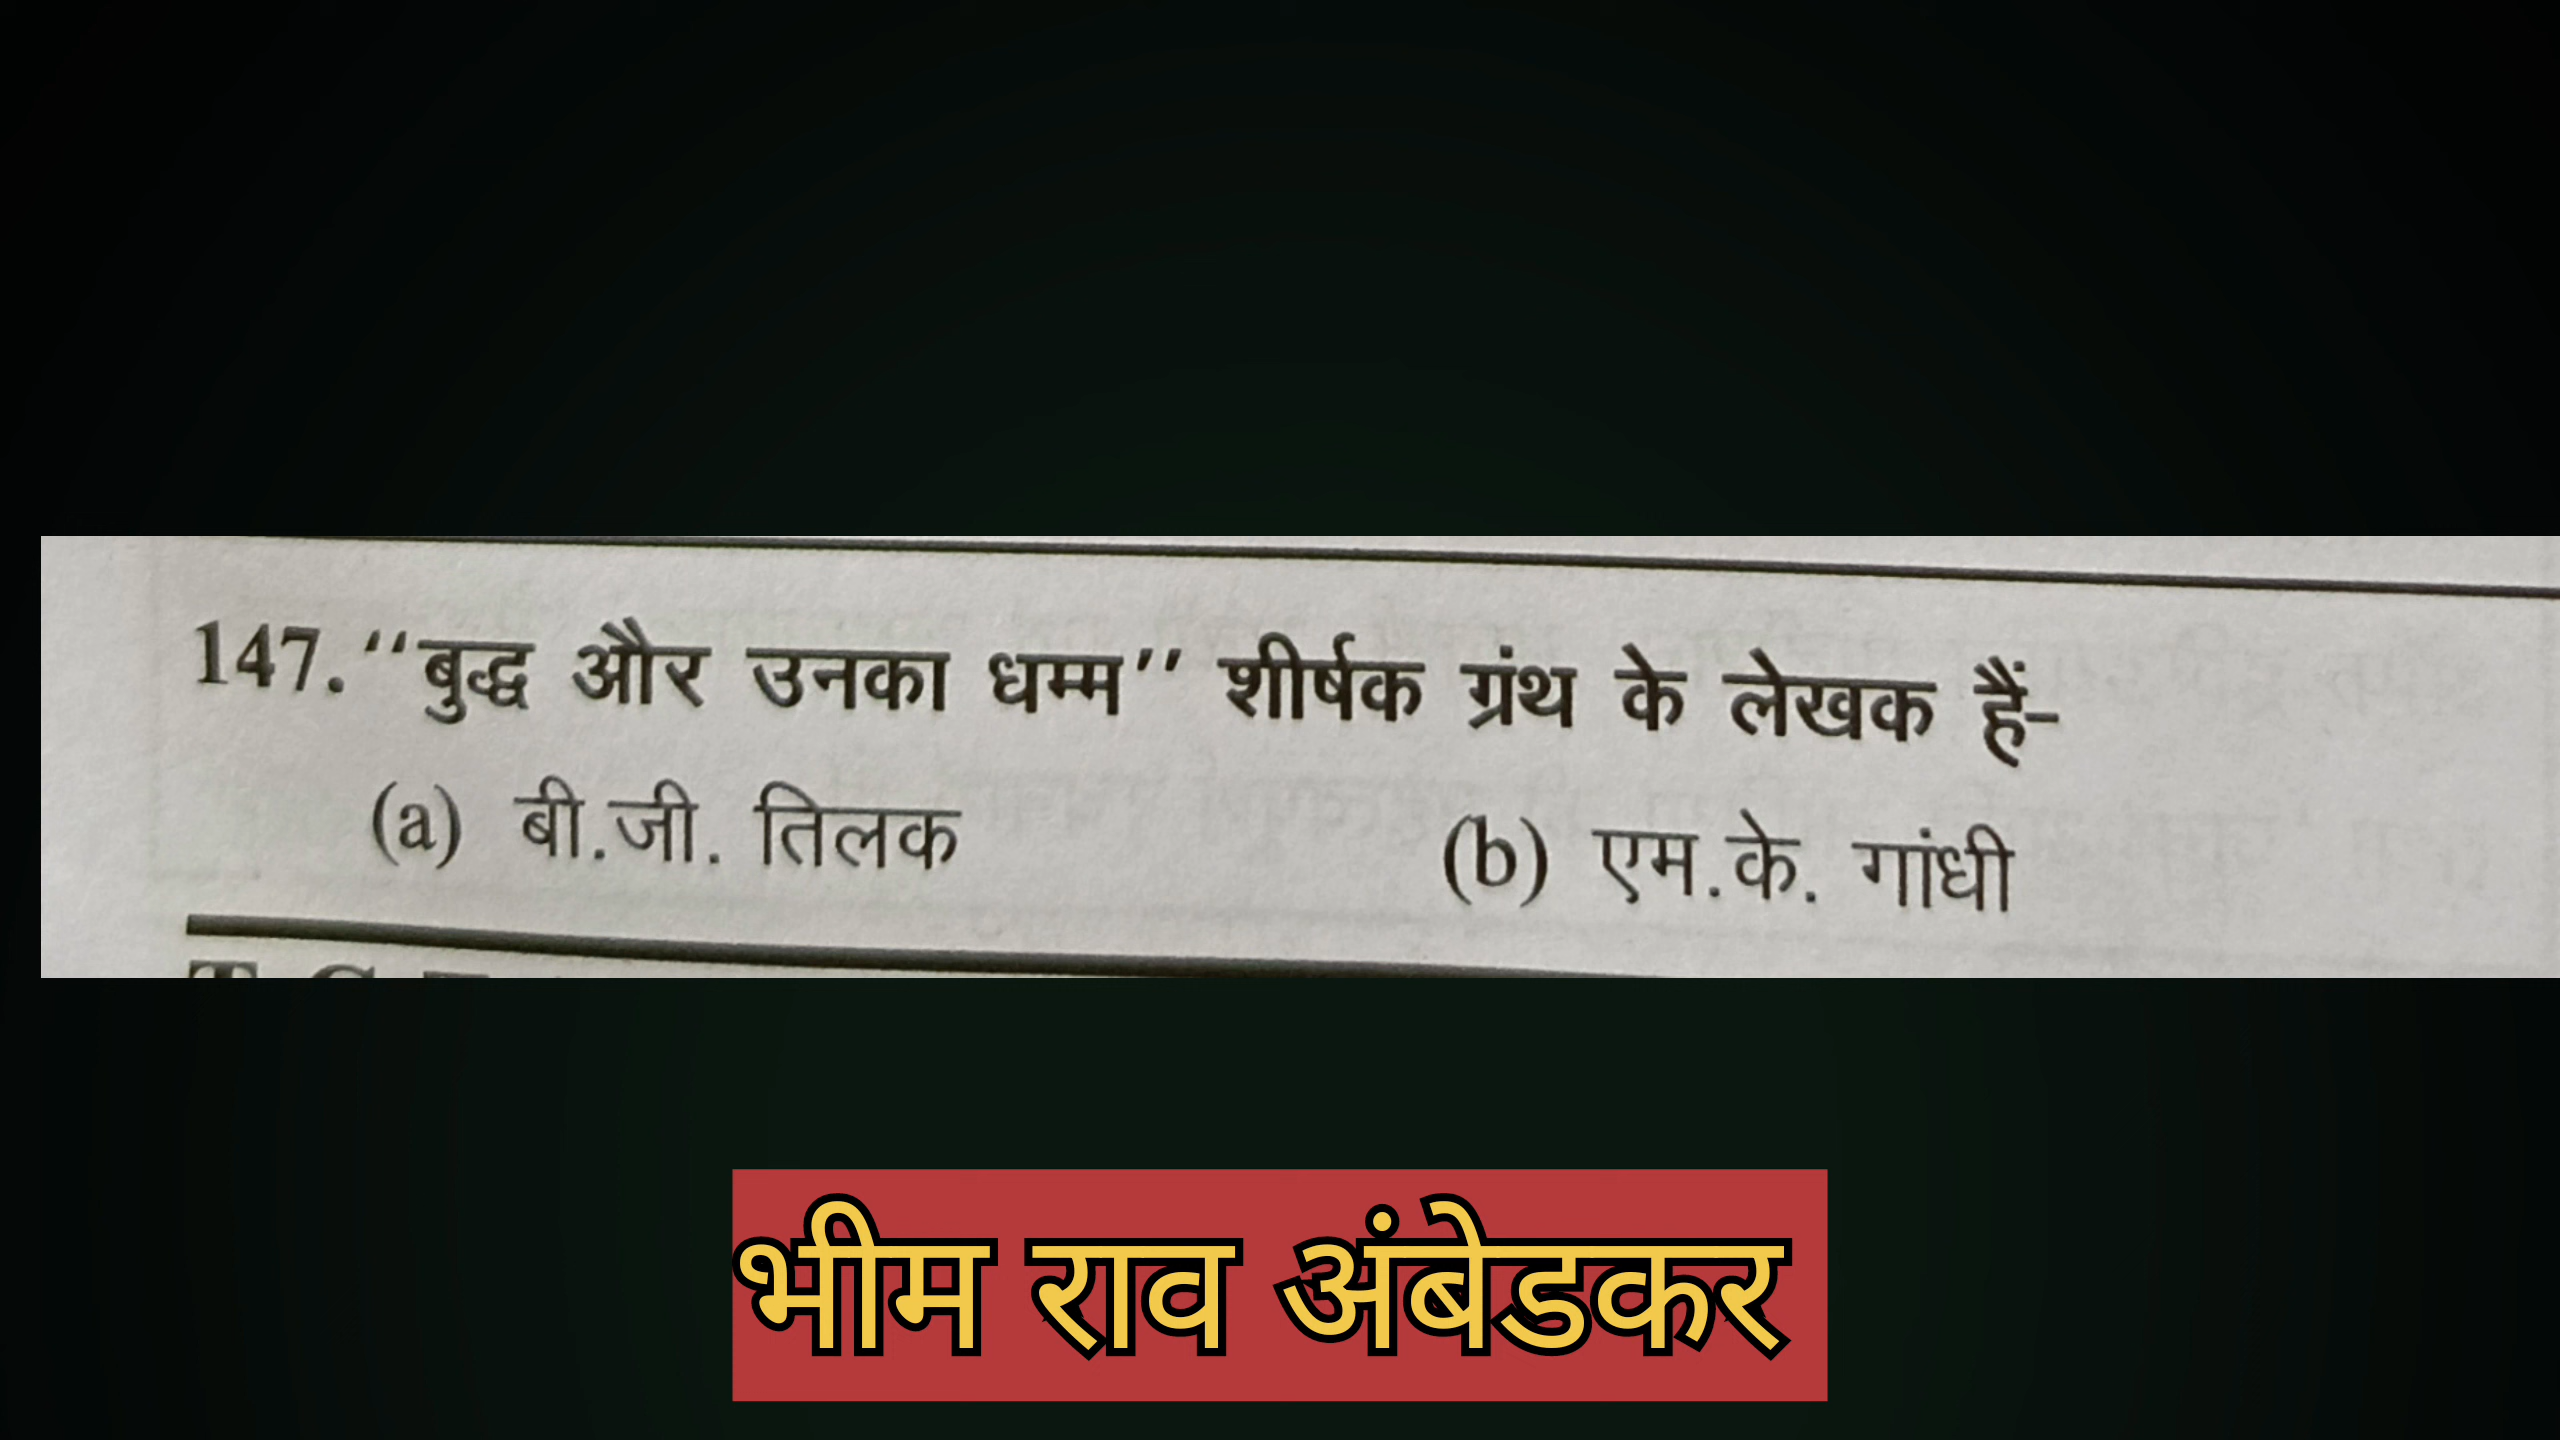 147. “बुद्ध और उनका धम्म” शीर्षक ग्रंथ के लेखक हैं-
(a) बी.जी. तिलक (b) एम.के. गांधी
भीम राव अंबेडकर